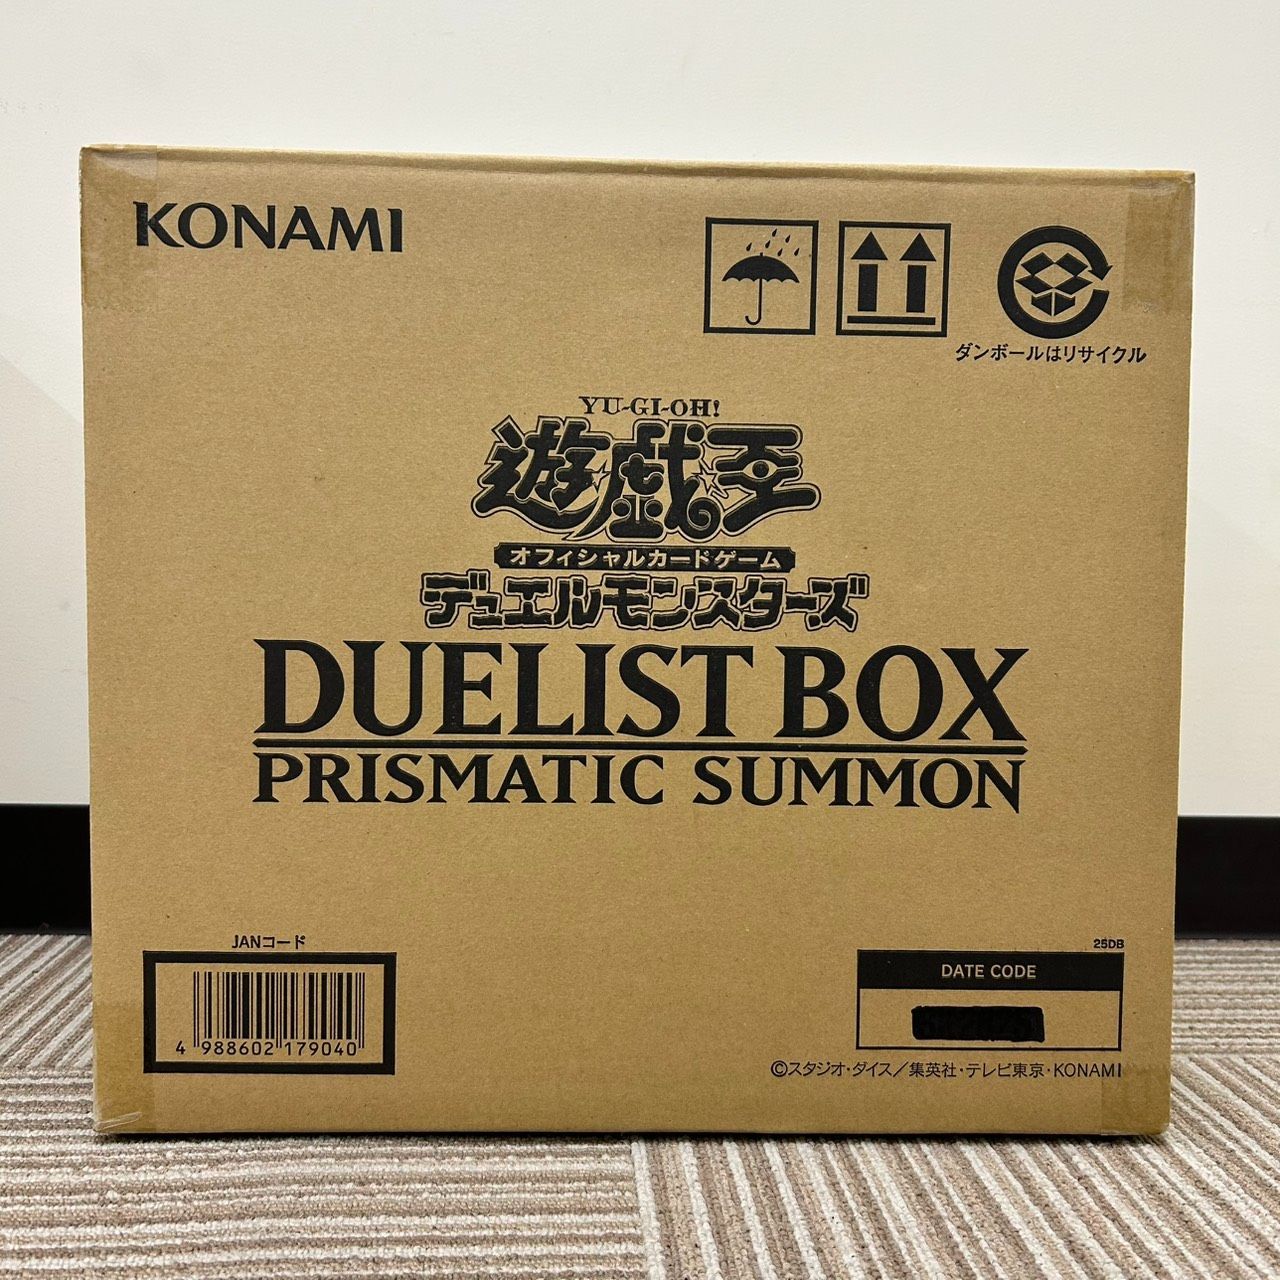 KONAMI
ダンボールはリサイクル
YU-GI-OH!
遊☆戯☆王
オフィシャルカードゲーム
デュエルモンスターズ
DUELIST BOX
PRISMATIC SUMMON
JANコード
4 988602 179040
25DB
DATE CODE
©スタジオ・ダイス／集英社・テレビ東京・KONAMI